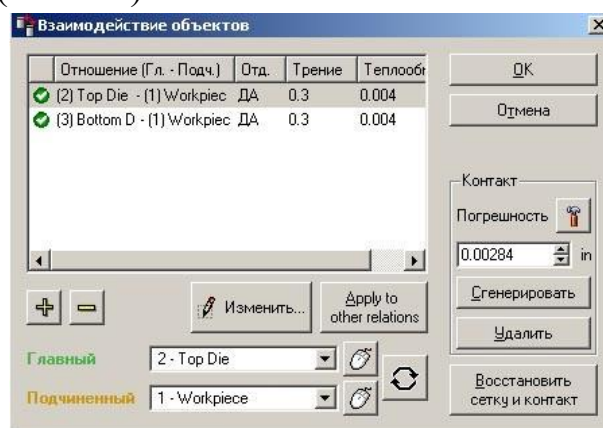 Взаимодействие объектов
Отношение (Гл. - Подч.) Отд. Трение Теплообм
(2) Top Die - (1) Workpiec ДА 0.3 0.004
(3) Bottom D - (1) Workpiec ДА 0.3 0.004
OK
Отмена
Контакт
Погрешность
0.00284 in
Сгенерировать
Удалить
Изменить...
Apply to
other relations
Главный 2 - Top Die
Подчиненный 1 - Workpiece
Восстановить
сетку и контакт